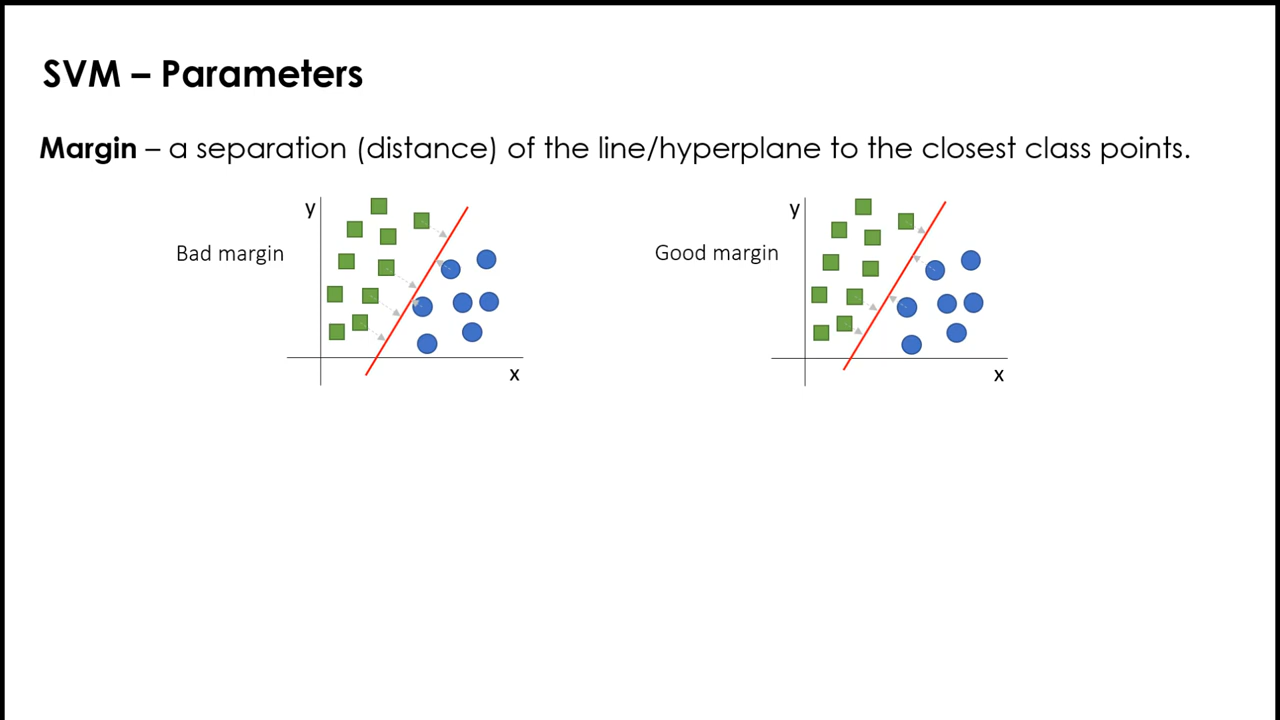 SVM – Parameters
Margin – a separation (distance) of the line/hyperplane to the closest class points.
y
Bad margin
x
y
Good margin
x